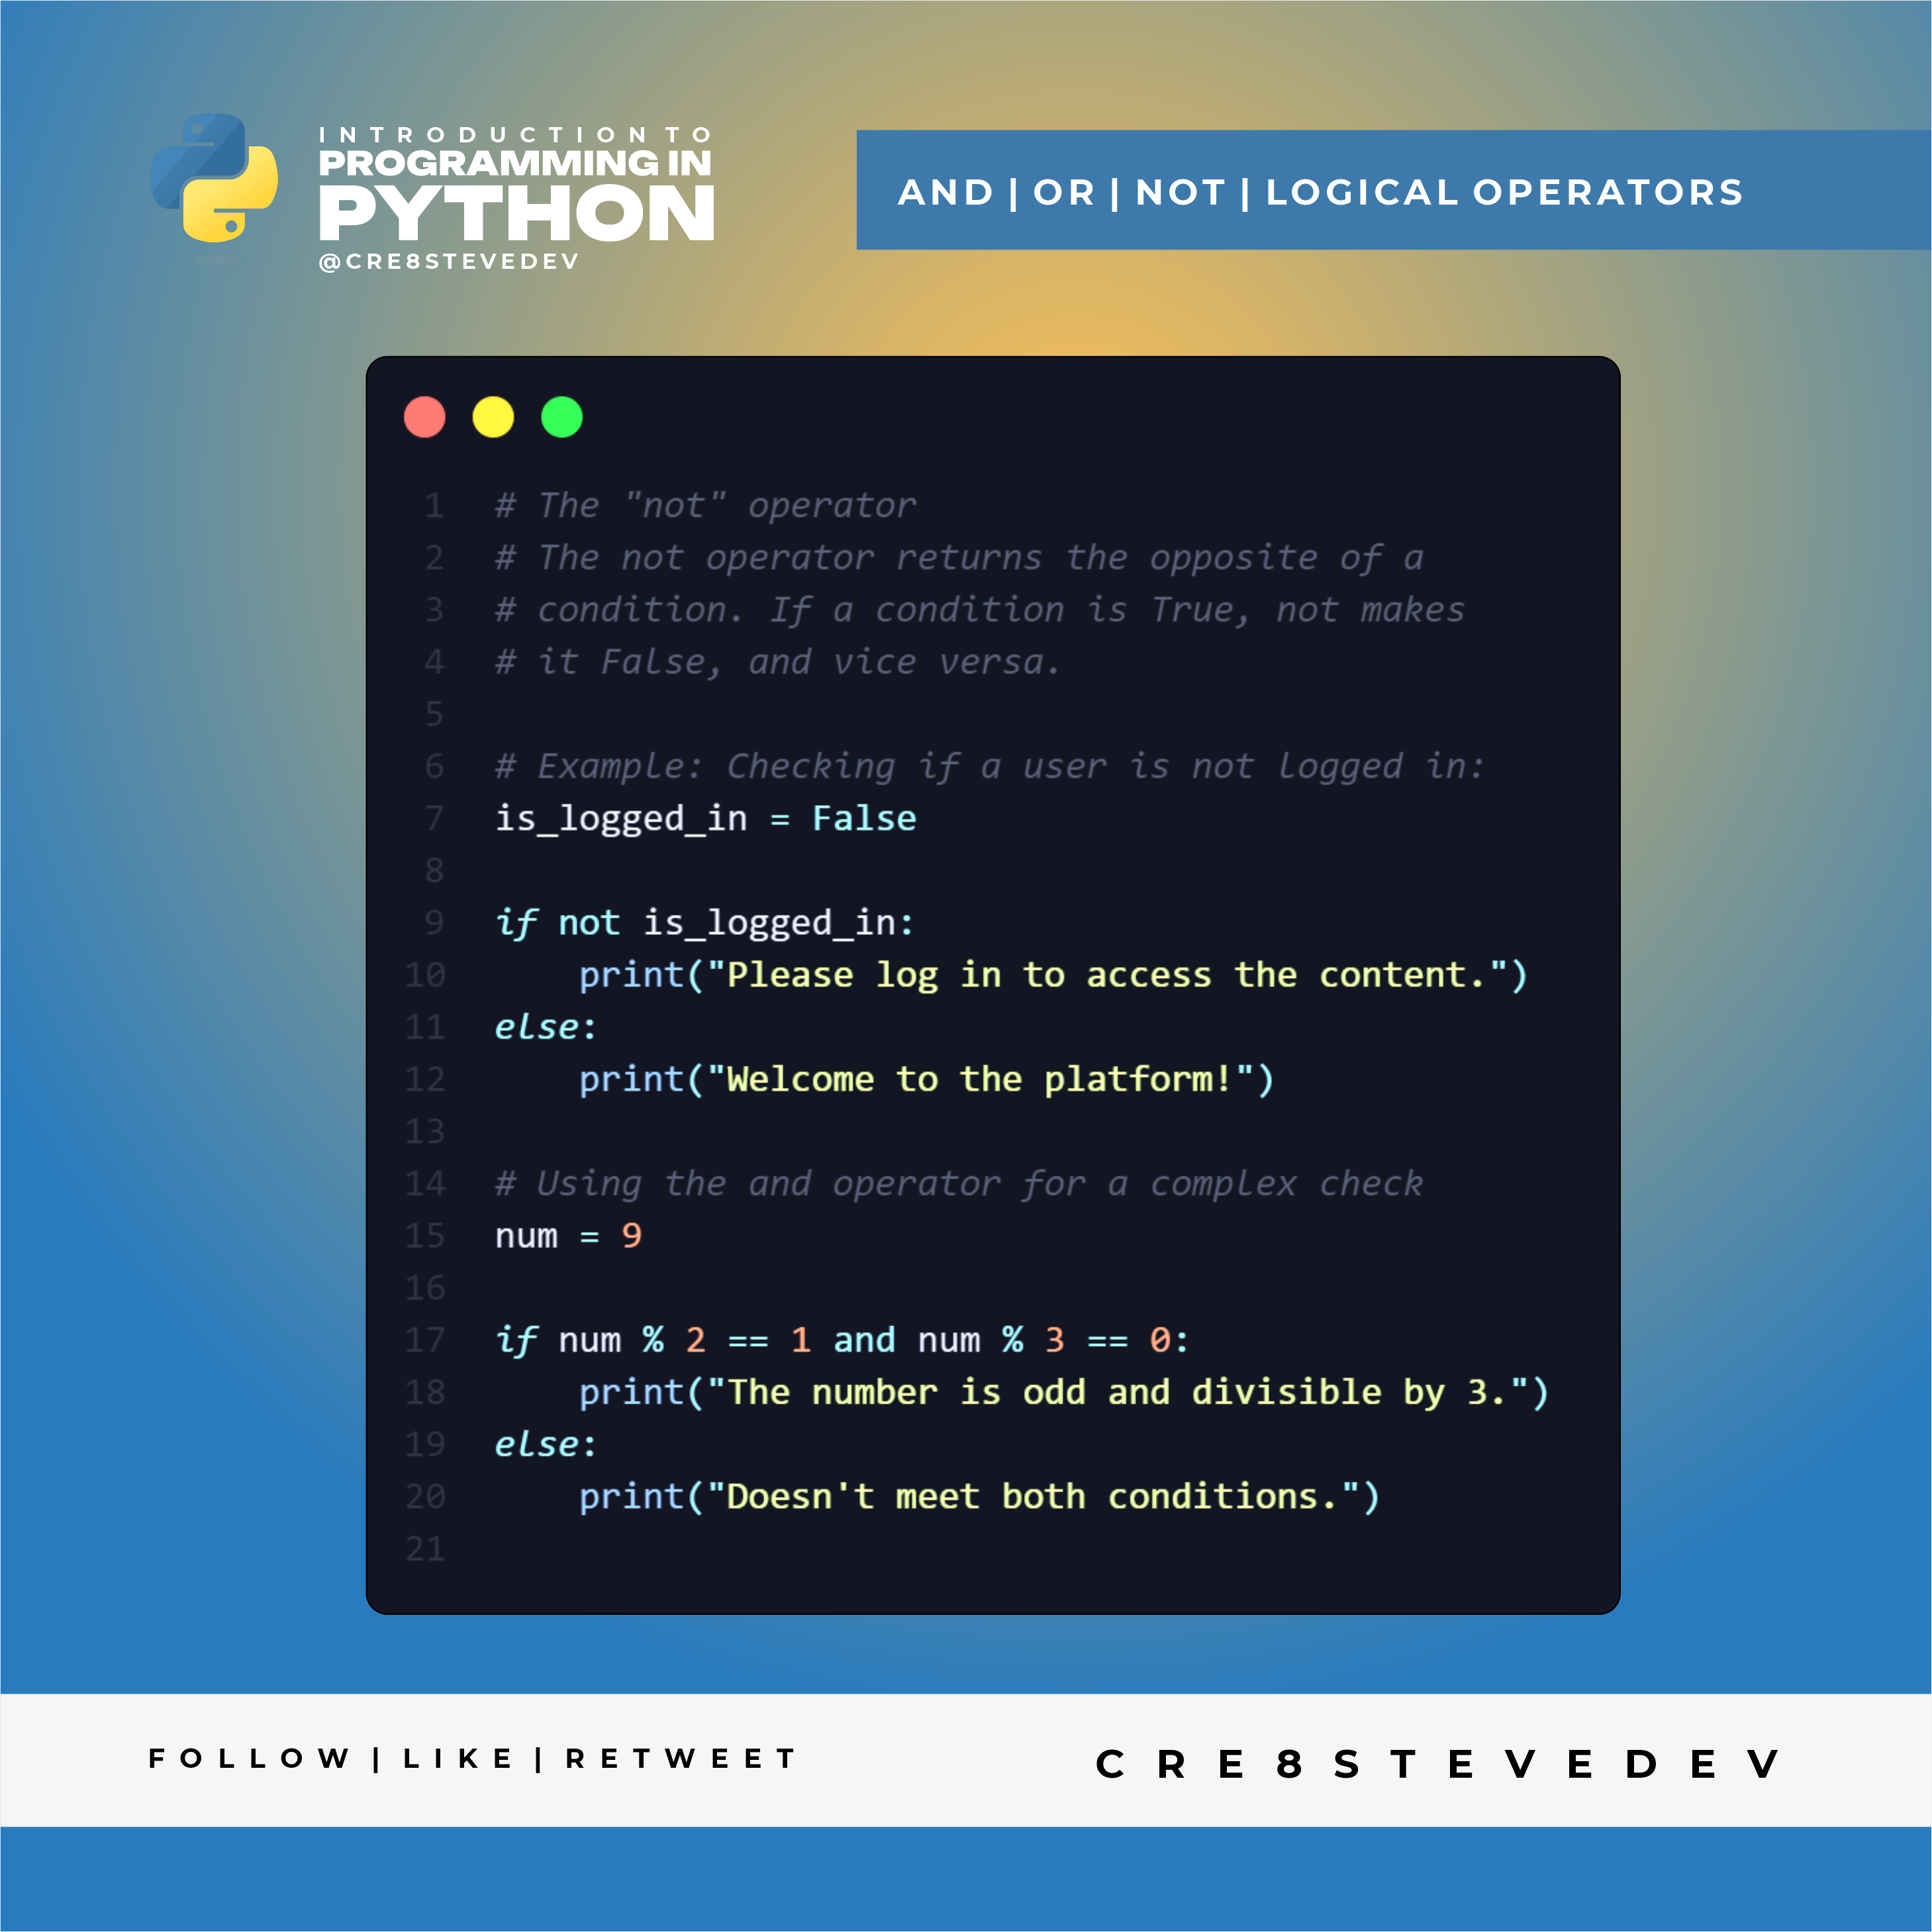 INTRODUCTION TO
PROGRAMMING IN
PYTHON
@CRE8STEVEDEV
AND | OR | NOT | LOGICAL OPERATORS
1 # The "not" operator
2 # The not operator returns the opposite of a
3 # condition. If a condition is True, not makes
4 # it False, and vice versa.
5
6 # Example: Checking if a user is not logged in:
7 is_logged_in = False
8
9 if not is_logged_in:
10     print("Please log in to access the content.")
11 else:
12     print("Welcome to the platform!")
13
14 # Using the and operator for a complex check
15 num = 9
16
17 if num % 2 == 1 and num % 3 == 0:
18     print("The number is odd and divisible by 3.")
19 else:
20     print("Doesn't meet both conditions.")
21
FOLLOW | LIKE | RETWEET
CRE8STEVEDEV